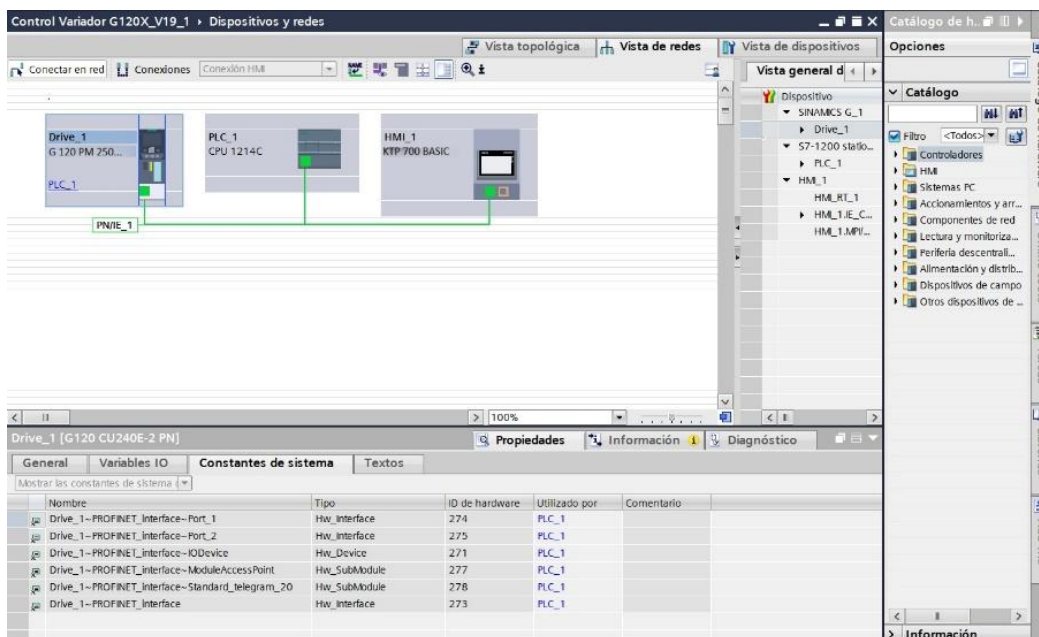 Control Variador G120X_V19_1 ▸ Dispositivos y redes
Catálogo de h..
Vista topológica
Vista de redes
Vista de dispositivos
Opciones
Conectar en red
Conexiones
Conexión HMI
Vista general d
Catálogo
Dispositivo
SINAMICS G_1
Drive_1
S7-1200 statio...
PLC_1
HMI_1
HMI_RT_1
HMI_1.IE_C...
HMI_1.MPI/...
Filtro
<Todos>
Controladores
HMI
Sistemas PC
Accionamientos y arr...
Componentes de red
Lectura y monitoriza...
Periferia descentrali...
Alimentación y distrib...
Dispositivos de campo
Otros dispositivos de ...
Drive_1
G 120 PM 250...
PLC_1
PLC_1
CPU 1214C
HMI_1
KTP 700 BASIC
PN/IE_1
100%
Drive_1 [G120 CU240E-2 PN]
Propiedades
Información
Diagnóstico
General
Variables IO
Constantes de sistema
Textos
Mostrar las constantes de sistema
Nombre Tipo ID de hardware Utilizado por Comentario
Drive_1~PROFINET_interface~Port_1 Hw_Interface 274 PLC_1
Drive_1~PROFINET_interface~Port_2 Hw_Interface 275 PLC_1
Drive_1~PROFINET_interface~IODevice Hw_Device 271 PLC_1
Drive_1~PROFINET_interface~ModuleAccessPoint Hw_SubModule 277 PLC_1
Drive_1~PROFINET_interface~Standard_telegram_20 Hw_SubModule 278 PLC_1
Drive_1~PROFINET_interface Hw_Interface 273 PLC_1
Información